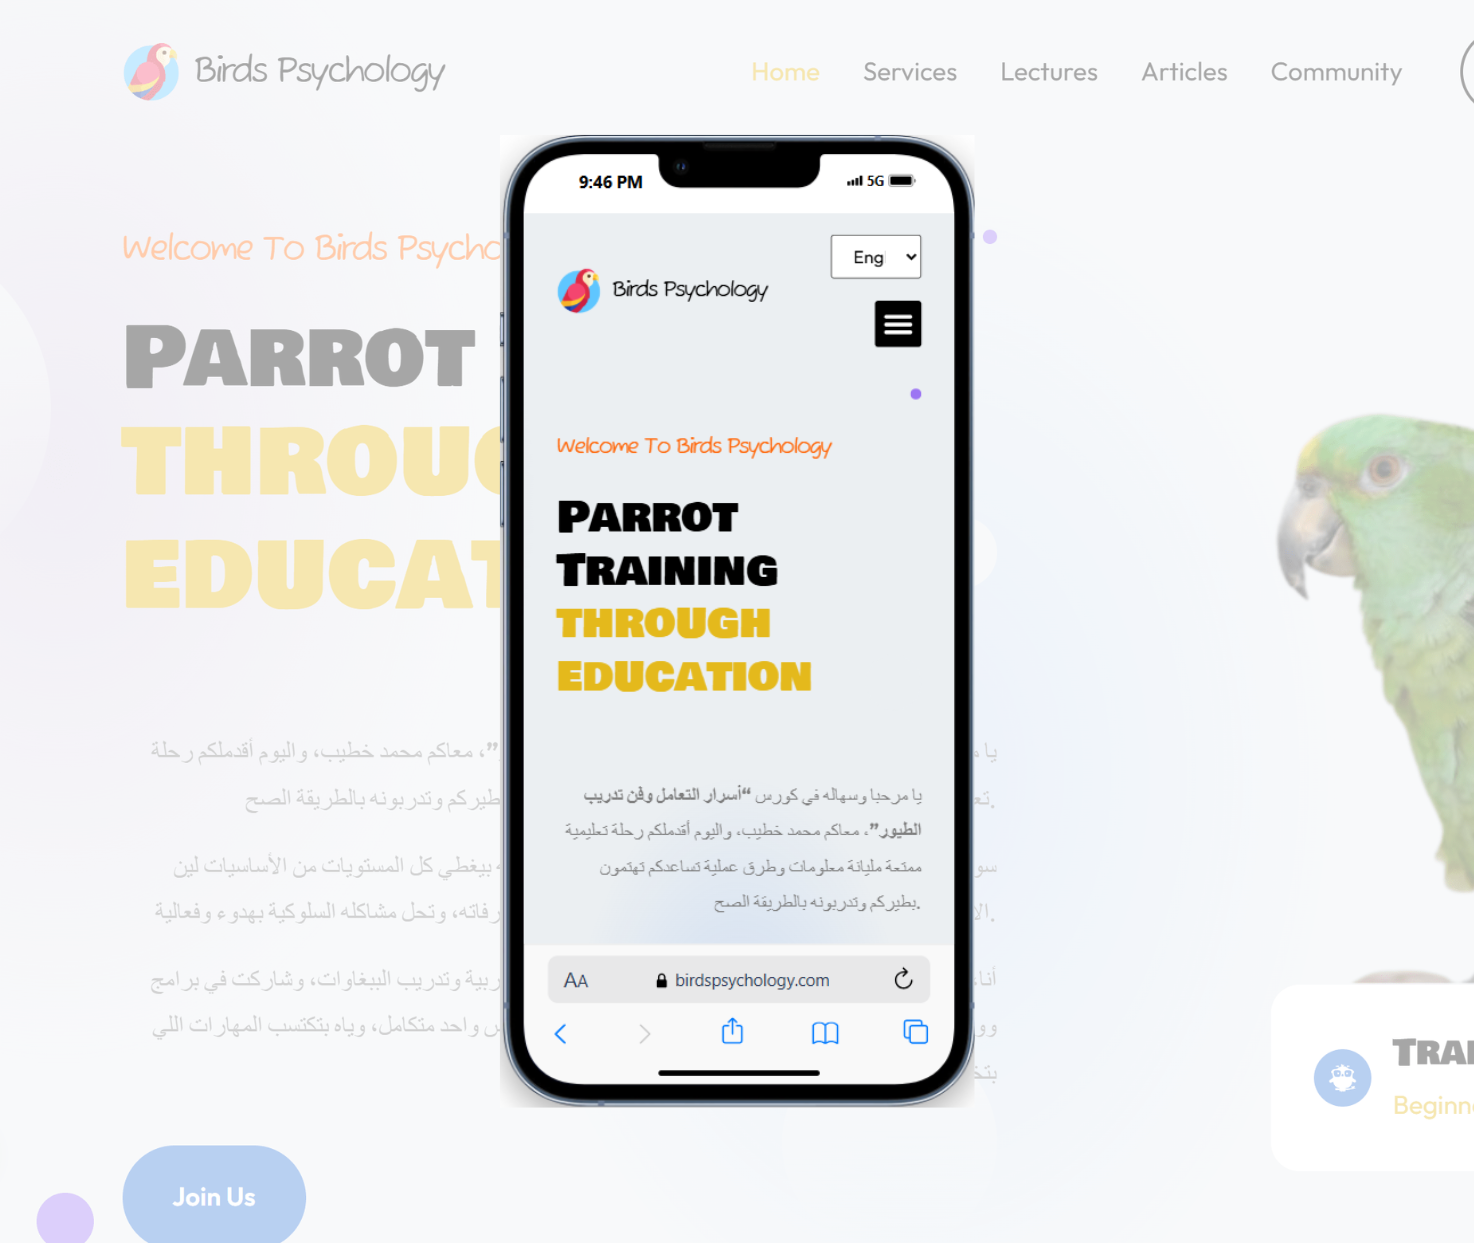 Birds Psychology
Home Services Lectures Articles Community
Welcome To Birds Psycho
PARROT
THROUG
EDUCAT
”، معاكم محمد خطيب، واليوم أقدملكم رحلة
طيركم وتدربونه بالطريقة الصح.
بيغطي كل المستويات من الأساسيات لين
رفاته، وتحل مشاكله السلوكية بهدوء وفعالية.
ربية وتدريب الببغاوات، وشاركت في برامج
س واحد متكامل، وياه بتكتسب المهارات اللي
Join Us
9:46 PM
5G
Eng
Birds Psychology
Welcome To Birds Psychology
PARROT
TRAINING
THROUGH
EDUCATION
يا مرحبا وسهاله في كورس “أسرار التعامل وفن تدريب
الطيور”، معاكم محمد خطيب، واليوم أقدملكم رحلة تعليمية
ممتعة مليانة معلومات وطرق عملية تساعدكم تهتمون
بطيركم وتدربونه بالطريقة الصح.
AA
birdspsychology.com
TRAI
Beginn